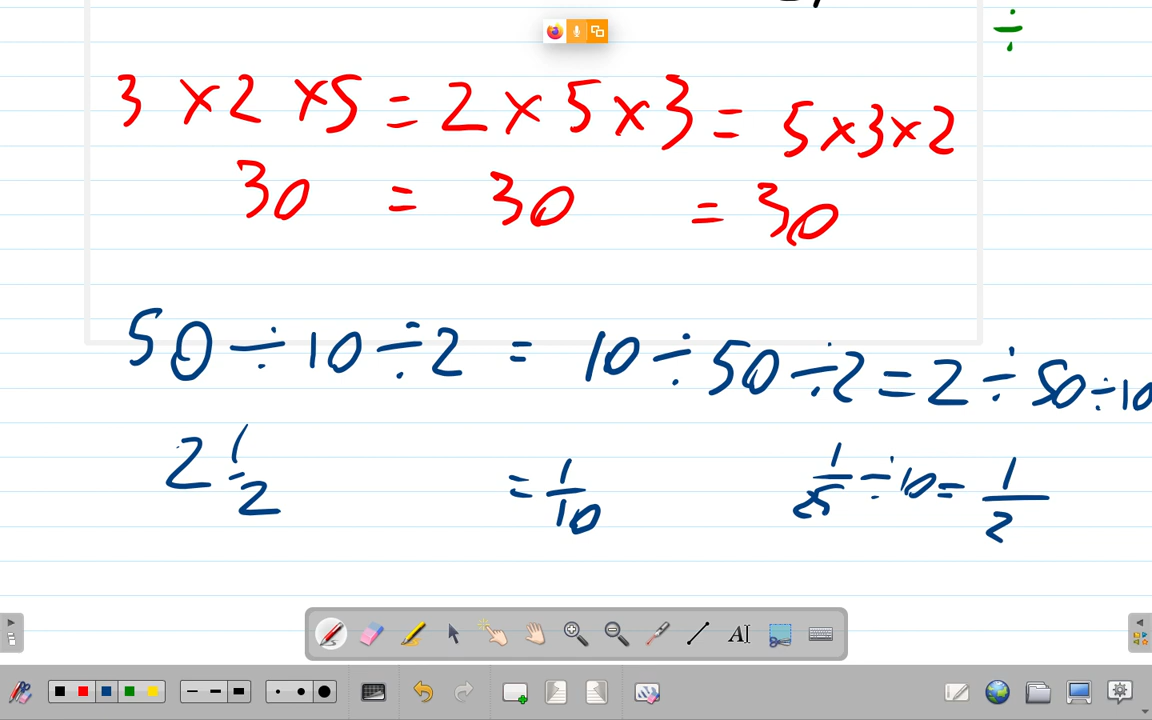 ÷
3 × 2 × 5 = 2 × 5 × 3 = 5 × 3 × 2
30 = 30 = 30
50 ÷ 10 ÷ 2 = 10 ÷ 50 ÷ 2 = 2 ÷ 50 ÷ 10
2 1/2 = 1/10 1/25 ÷ 10 = 1/2